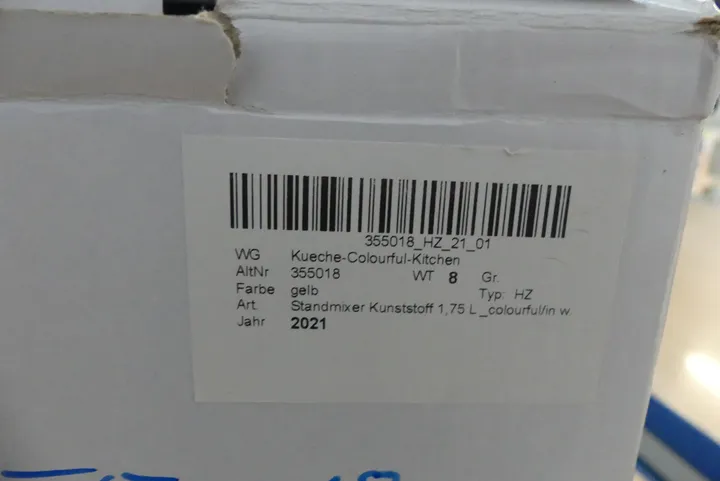 355018_HZ_21_01
WG Kueche-Colourful-Kitchen
AltNr 355018 WT 8 Gr.
Farbe gelb Typ: HZ
Art. Standmixer Kunststoff 1,75 L _colourful/in w.
Jahr 2021